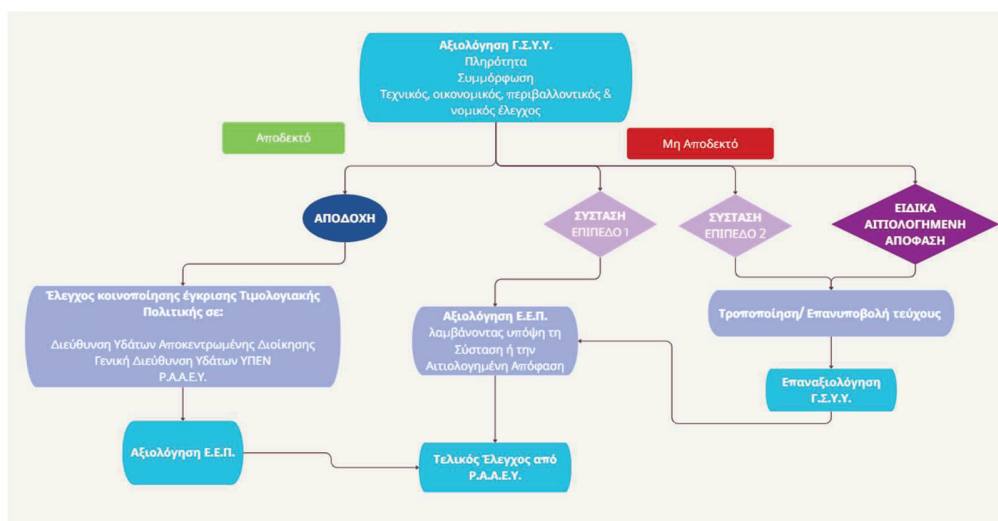 Αξιολόγηση Γ.Σ.Υ.Υ.
Πληρότητα
Συμμόρφωση
Τεχνικός, οικονομικός, περιβαλλοντικός &
νομικός έλεγχος
Αποδεκτό
Μη Αποδεκτό
ΑΠΟΔΟΧΗ
ΣΥΣΤΑΣΗ
ΕΠΙΠΕΔΟ 1
ΣΥΣΤΑΣΗ
ΕΠΙΠΕΔΟ 2
ΕΙΔΙΚΑ
ΑΙΤΙΟΛΟΓΗΜΕΝΗ
ΑΠΟΦΑΣΗ
Έλεγχος κοινοποίησης έγκρισης Τιμολογιακής
Πολιτικής σε:
Διεύθυνση Υδάτων Αποκεντρωμένης Διοίκησης
Γενική Διεύθυνση Υδάτων ΥΠΕΝ
Ρ.Α.Α.Ε.Υ.
Αξιολόγηση Ε.Ε.Π.
λαμβάνοντας υπόψη τη
Σύσταση ή την
Αιτιολογημένη Απόφαση
Τροποποίηση/ Επανυποβολή τεύχους
Επαναξιολόγηση
Γ.Σ.Υ.Υ.
Αξιολόγηση Ε.Ε.Π.
Τελικός Έλεγχος από
Ρ.Α.Α.Ε.Υ.